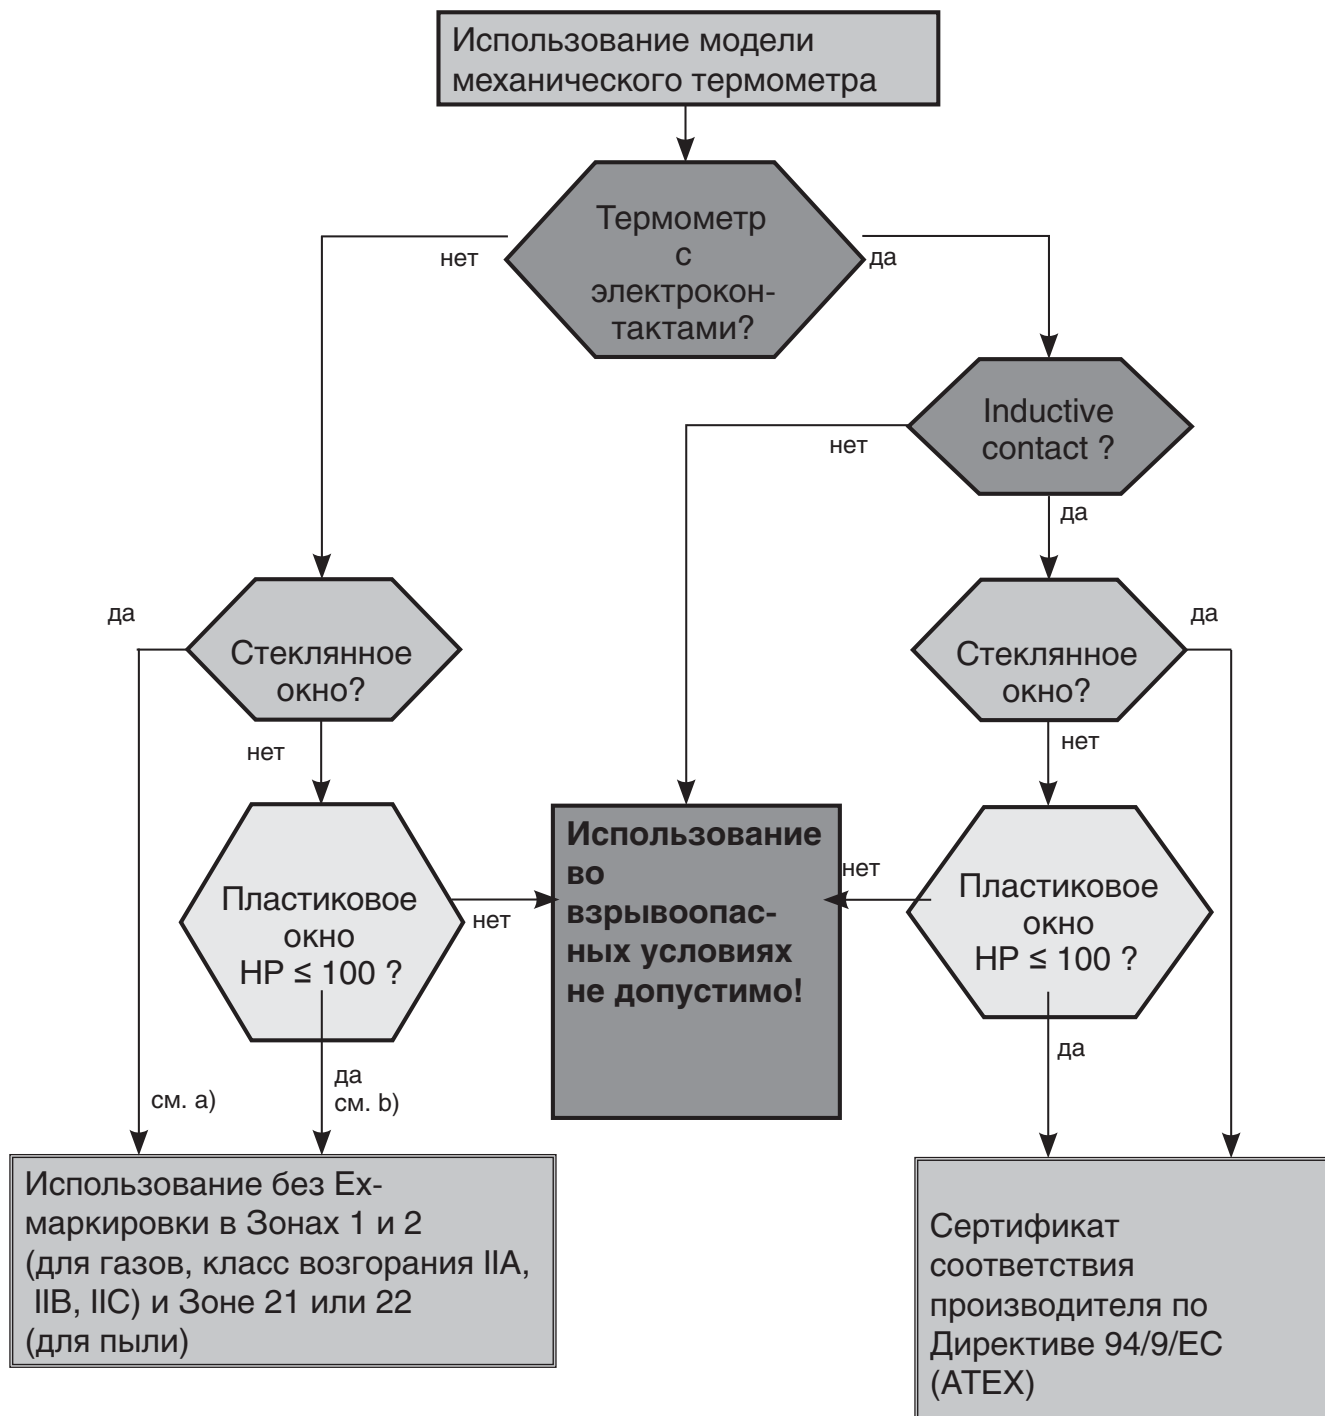 Использование модели
механического термометра
Термометр
с
электрокон-
тактами?
нет
да
Inductive
contact ?
нет
да
да
Стеклянное
окно?
нет
Стеклянное
окно?
да
нет
Пластиковое
окно
HP ≤ 100 ?
нет
Использование
во
взрывоопас-
ных условиях
не допустимо!
нет
Пластиковое
окно
HP ≤ 100 ?
да
см. a)
да
см. b)
Использование без Ex-
маркировки в Зонах 1 и 2
(для газов, класс возгорания IIA,
IIB, IIC) и Зоне 21 или 22
(для пыли)
Сертификат
соответствия
производителя по
Директиве 94/9/EC
(ATEX)